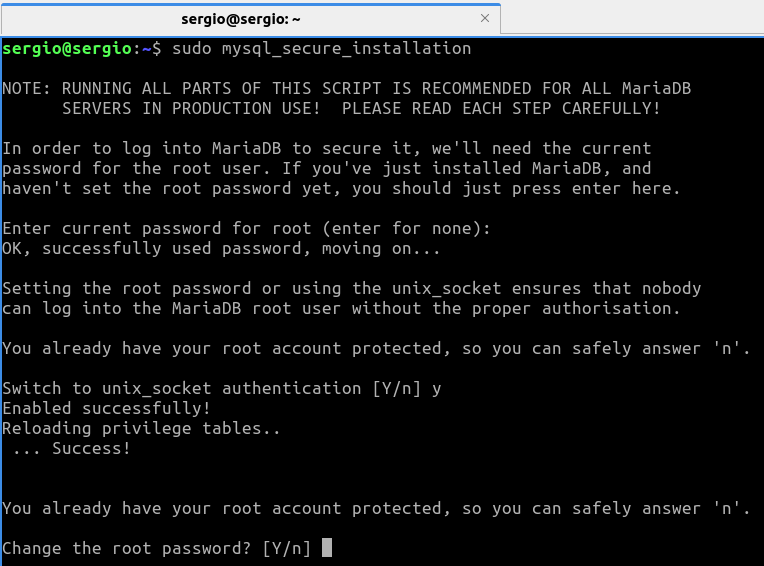 sergio@sergio: ~
sergio@sergio:~$ sudo mysql_secure_installation
NOTE: RUNNING ALL PARTS OF THIS SCRIPT IS RECOMMENDED FOR ALL MariaDB
SERVERS IN PRODUCTION USE!  PLEASE READ EACH STEP CAREFULLY!
In order to log into MariaDB to secure it, we'll need the current
password for the root user. If you've just installed MariaDB, and
haven't set the root password yet, you should just press enter here.
Enter current password for root (enter for none):
OK, successfully used password, moving on...
Setting the root password or using the unix_socket ensures that nobody
can log into the MariaDB root user without the proper authorisation.
You already have your root account protected, so you can safely answer 'n'.
Switch to unix_socket authentication [Y/n] y
Enabled successfully!
Reloading privilege tables..
... Success!
You already have your root account protected, so you can safely answer 'n'.
Change the root password? [Y/n]